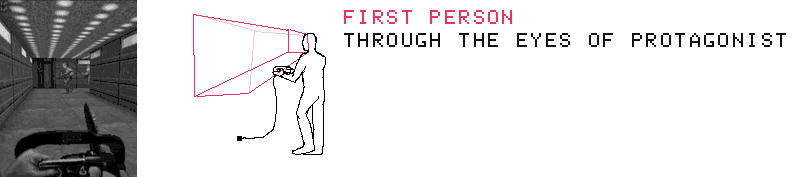 FIRST PERSON
THROUGH THE EYES OF PROTAGONIST